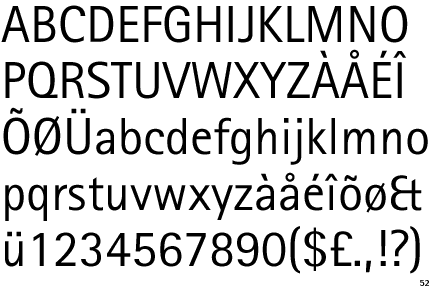 ABCDEFGHIJKLMNO
PQRSTUVWXYZÀÅÉÎ
ÕØÜabcdefghijklmno
pqrstuvwxyzàåéîõø&
ü1234567890($£.,!?)
52